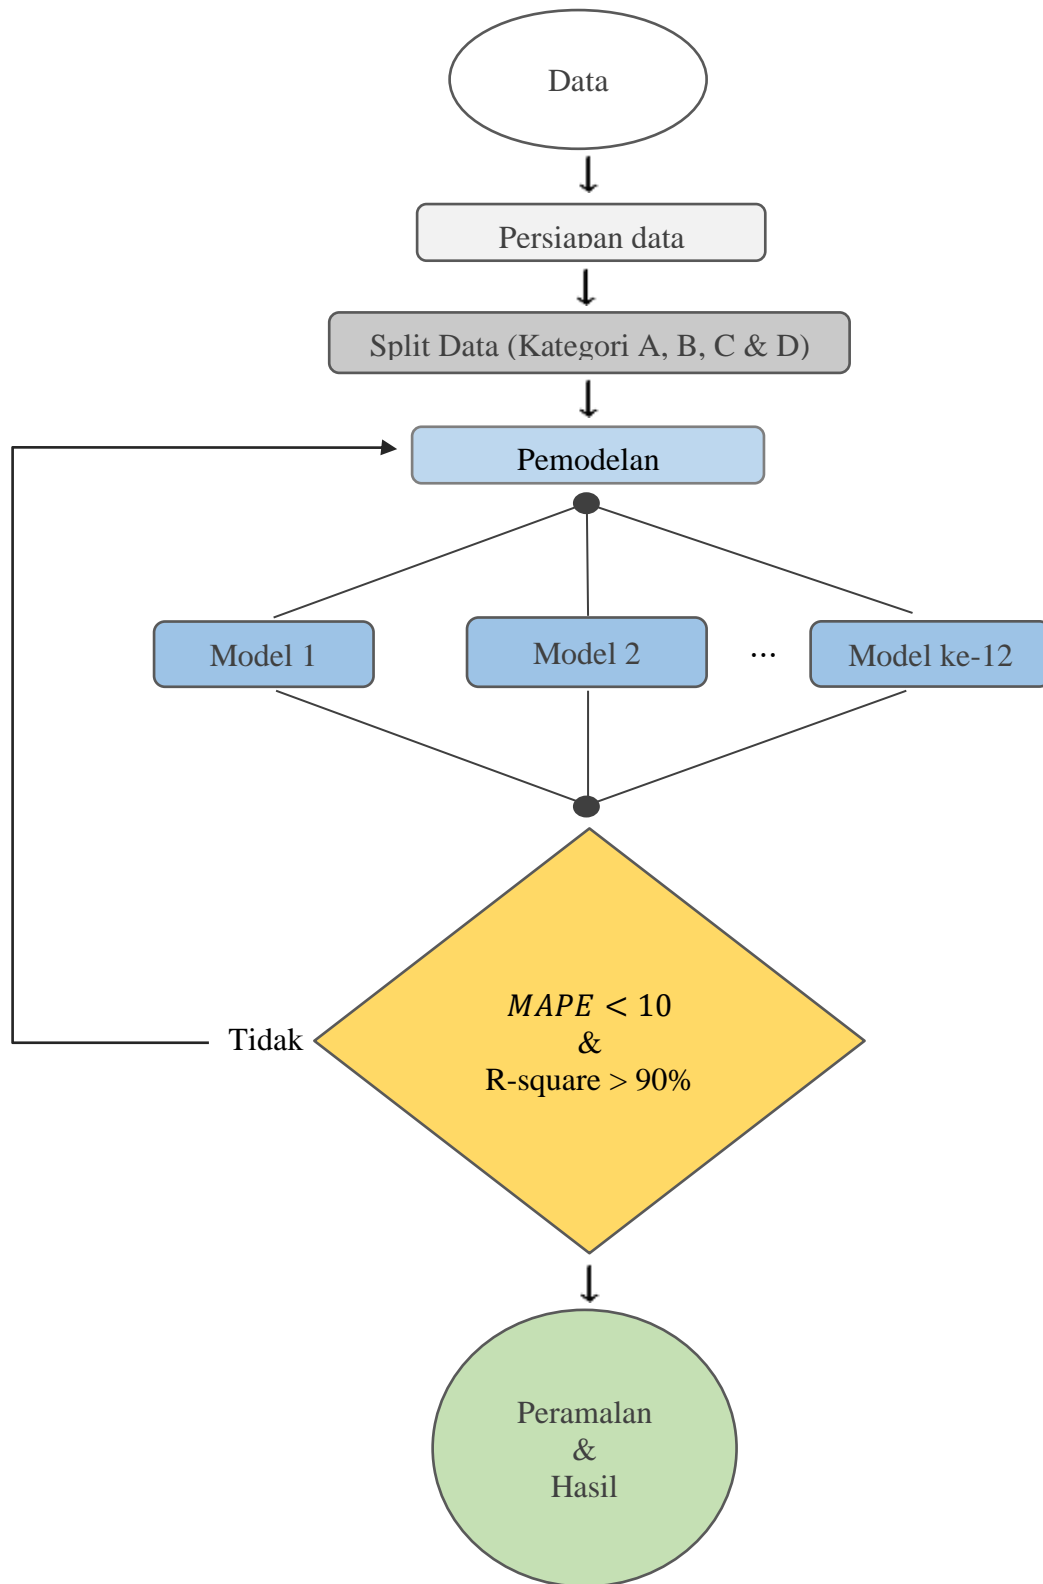 Data
Persiapan data
Split Data (Kategori A, B, C & D)
Pemodelan
Model 1
Model 2
...
Model ke-12
MAPE < 10
&
R-square > 90%
Tidak
Peramalan
&
Hasil